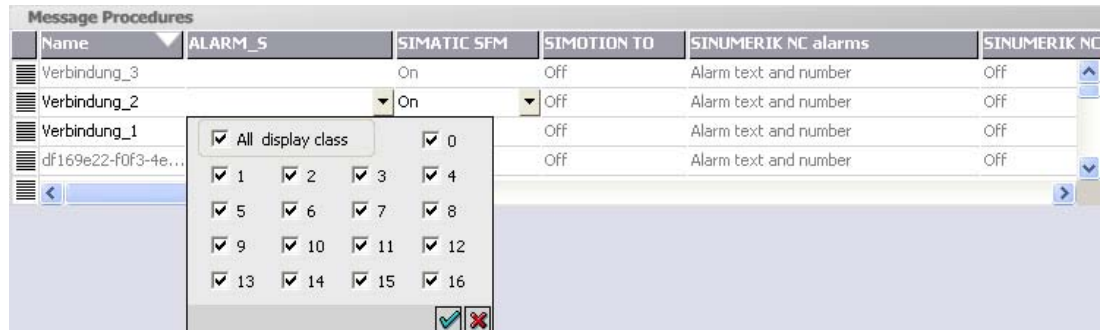 Message Procedures
Name ALARM_S SIMATIC SFM SIMOTION TO SINUMERIK NC alarms SINUMERIK NC
Verbindung_3 On Off Alarm text and number Off
Verbindung_2 On Off Alarm text and number Off
Verbindung_1 Off Alarm text and number Off
df169e22-f0f3-4e... Off Alarm text and number Off
All display class 0
1 2 3 4
5 6 7 8
9 10 11 12
13 14 15 16